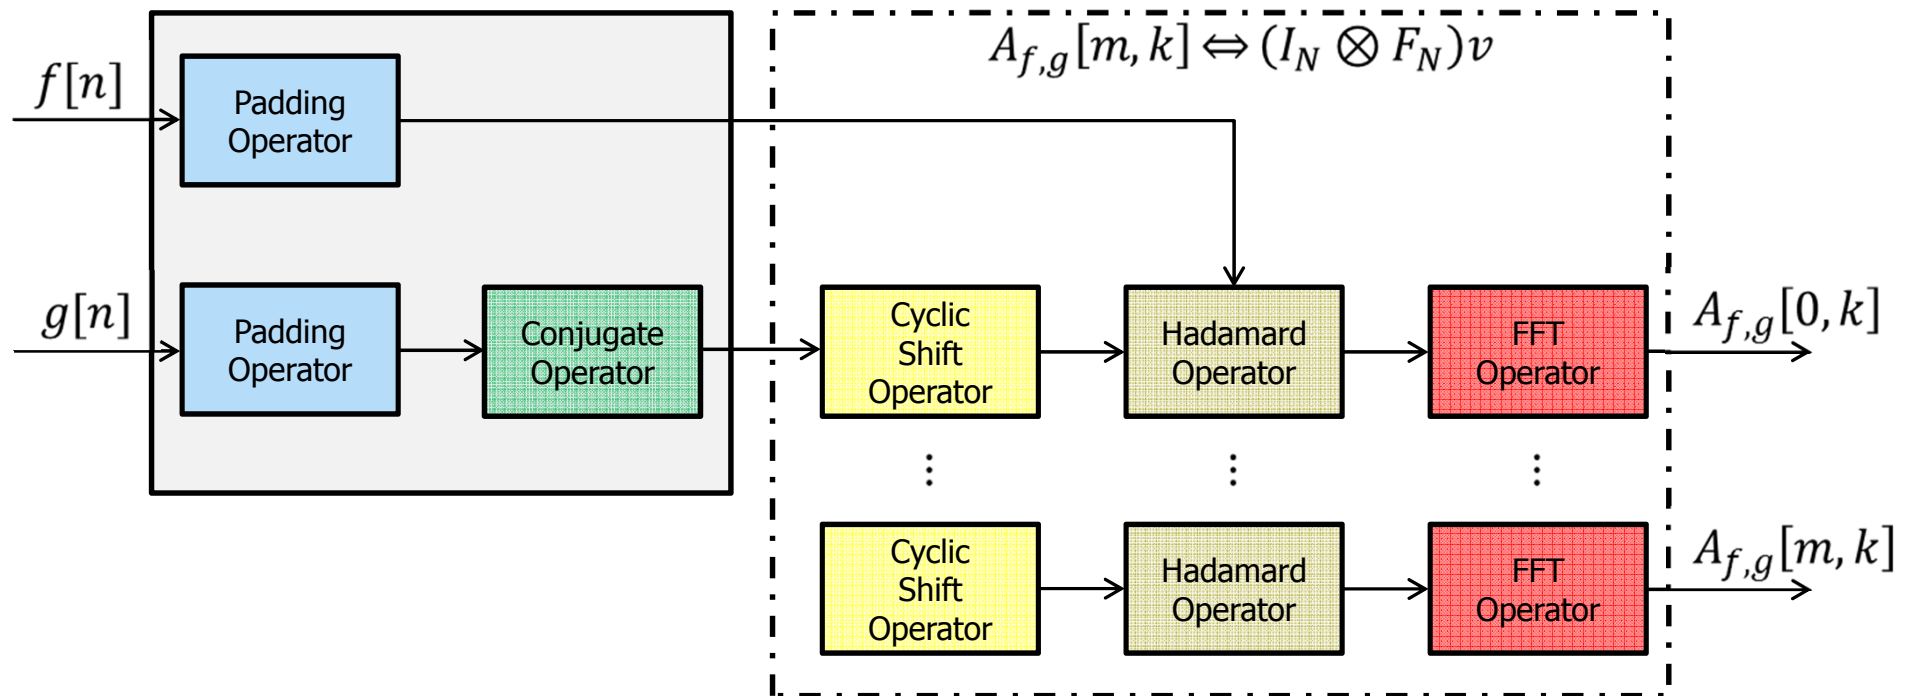 A_{f,g}[m, k] ⇔ (I_N ⊗ F_N)v
f[n]
Padding
Operator
g[n]
Padding
Operator
Conjugate
Operator
Cyclic
Shift
Operator
Hadamard
Operator
FFT
Operator
A_{f,g}[0, k]
⋮
⋮
⋮
Cyclic
Shift
Operator
Hadamard
Operator
FFT
Operator
A_{f,g}[m, k]